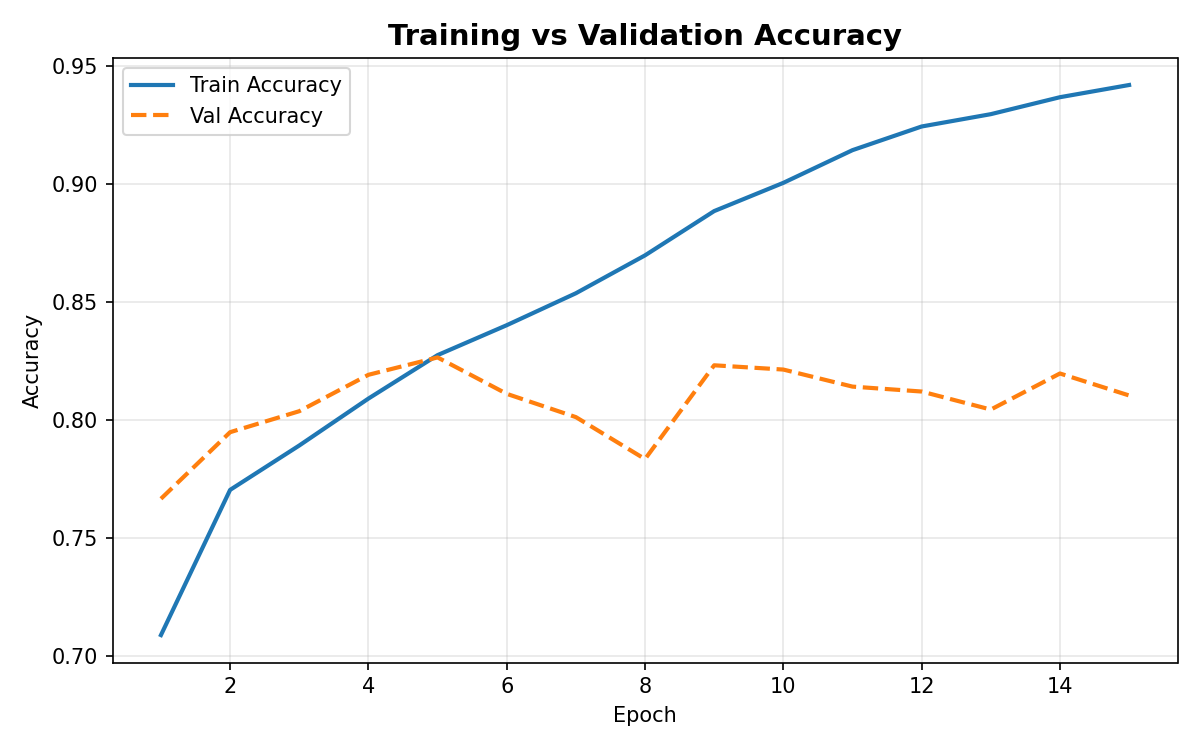 Training vs Validation Accuracy
Train Accuracy
Val Accuracy
0.95
0.90
0.85
0.80
0.75
0.70
Accuracy
2 4 6 8 10 12 14
Epoch